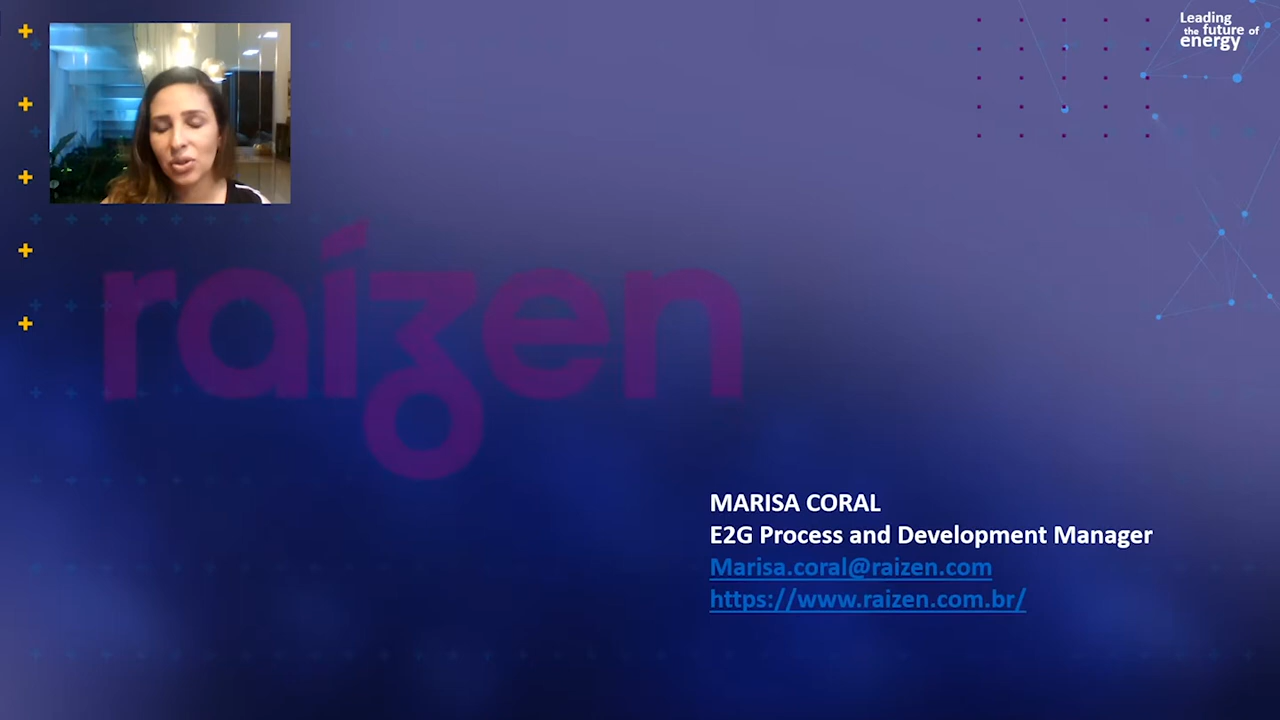 Leading
the future of
energy
raízen
MARISA CORAL
E2G Process and Development Manager
Marisa.coral@raizen.com
https://www.raizen.com.br/